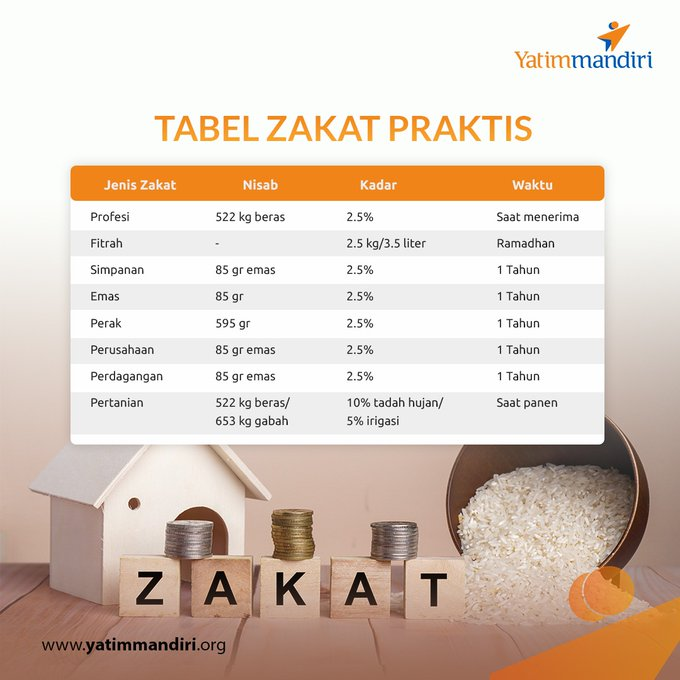 Yatimmandiri
TABEL ZAKAT PRAKTIS
Jenis Zakat Nisab Kadar Waktu
Profesi 522 kg beras 2.5% Saat menerima
Fitrah - 2.5 kg/3.5 liter Ramadhan
Simpanan 85 gr emas 2.5% 1 Tahun
Emas 85 gr 2.5% 1 Tahun
Perak 595 gr 2.5% 1 Tahun
Perusahaan 85 gr emas 2.5% 1 Tahun
Perdagangan 85 gr emas 2.5% 1 Tahun
Pertanian 522 kg beras/ 10% tadah hujan/ Saat panen
653 kg gabah 5% irigasi
Z A K A T
www.yatimmandiri.org